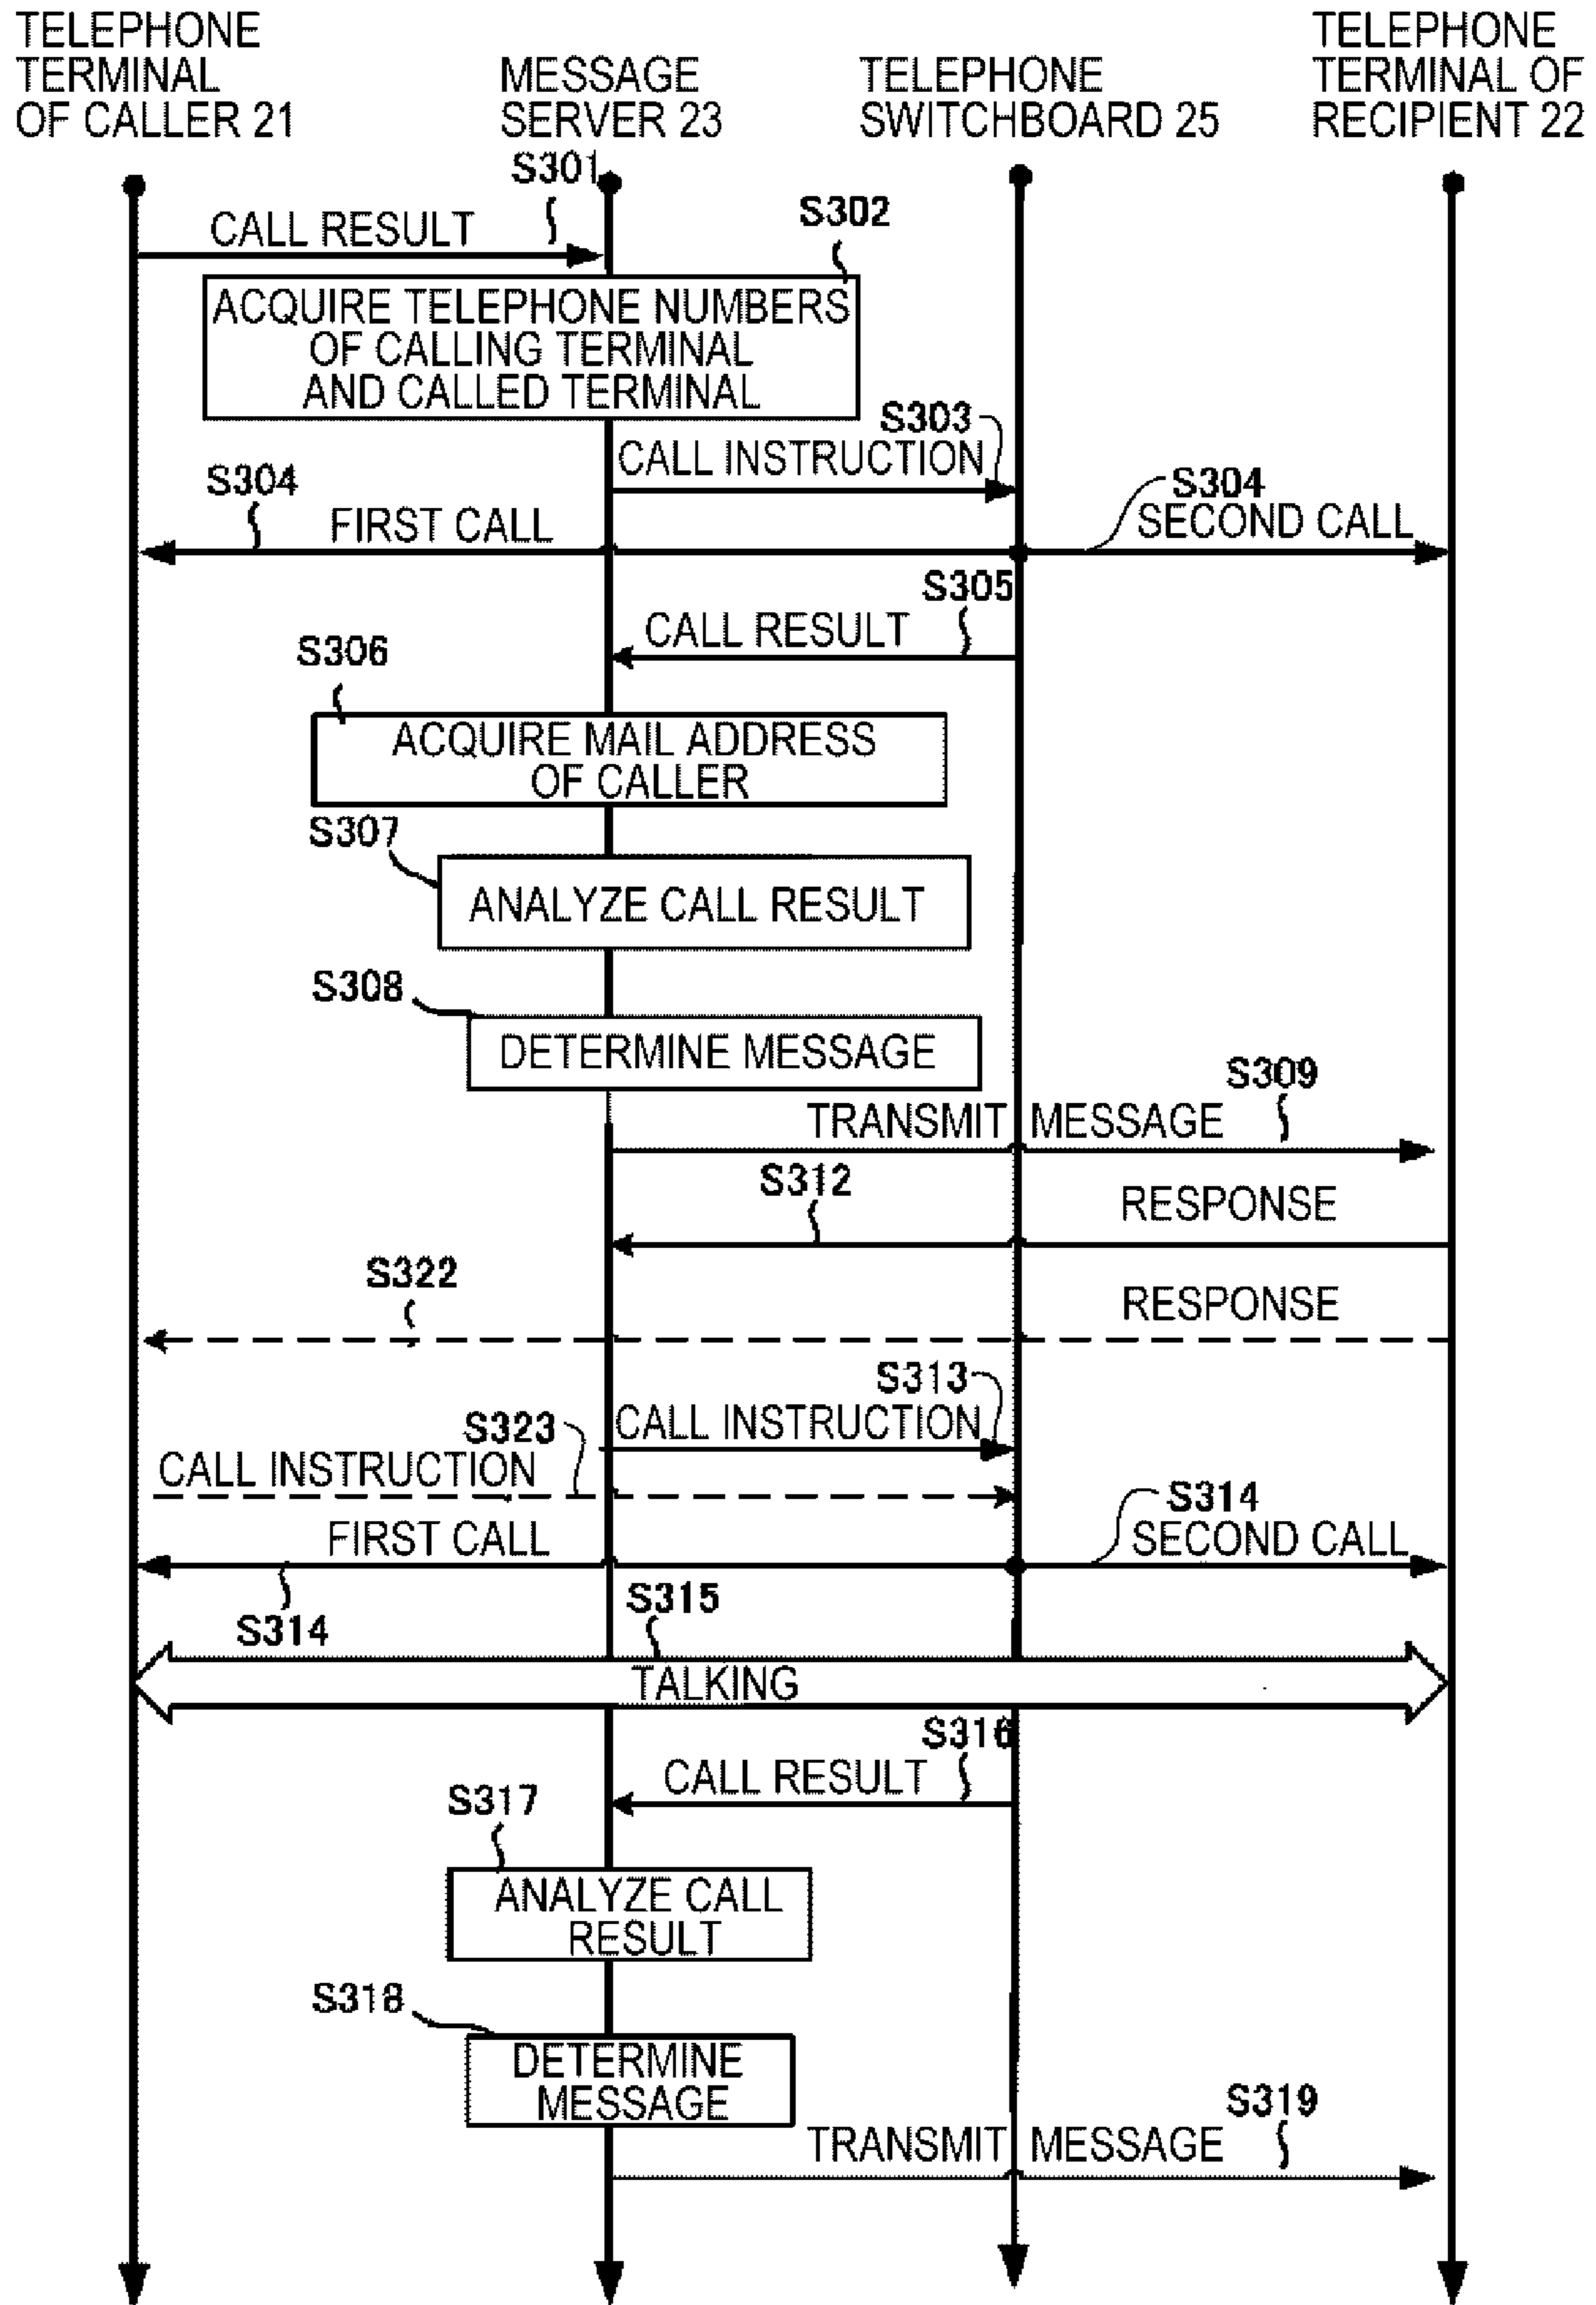 TELEPHONE
TERMINAL
OF CALLER 21
MESSAGE
SERVER 23
TELEPHONE
SWITCHBOARD 25
TELEPHONE
TERMINAL OF
RECIPIENT 22
S301
CALL RESULT
S302
ACQUIRE TELEPHONE NUMBERS
OF CALLING TERMINAL
AND CALLED TERMINAL
S303
CALL INSTRUCTION
S304
FIRST CALL
S304
SECOND CALL
S305
CALL RESULT
S306
ACQUIRE MAIL ADDRESS
OF CALLER
S307
ANALYZE CALL RESULT
S308
DETERMINE MESSAGE
S309
TRANSMIT MESSAGE
S312
RESPONSE
S322
RESPONSE
S313
CALL INSTRUCTION
S323
CALL INSTRUCTION
S314
FIRST CALL
SECOND CALL
S314
S315
TALKING
S316
CALL RESULT
S317
ANALYZE CALL
RESULT
S318
DETERMINE
MESSAGE
S319
TRANSMIT MESSAGE